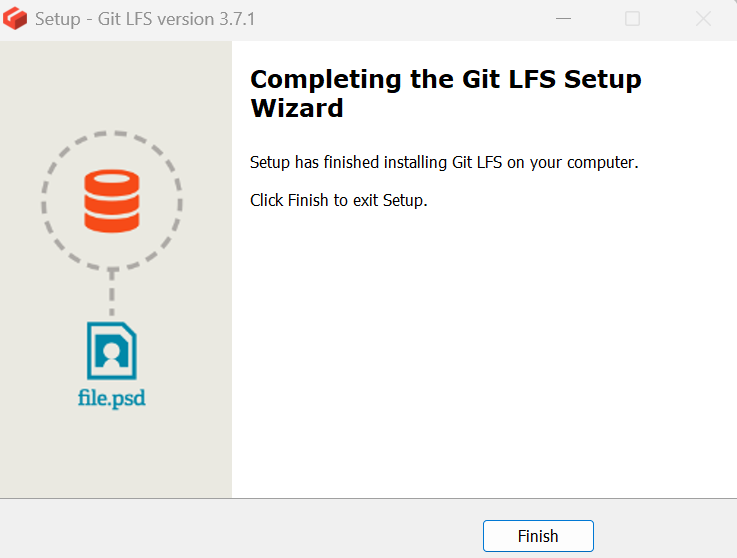 Setup - Git LFS version 3.7.1
Completing the Git LFS Setup
Wizard
Setup has finished installing Git LFS on your computer.
Click Finish to exit Setup.
file.psd
Finish